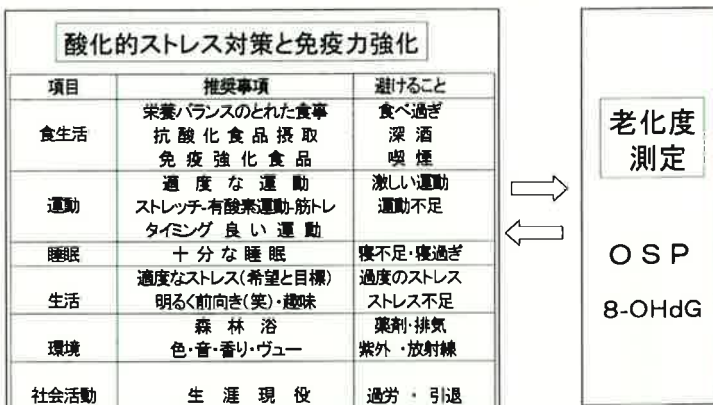 酸化的ストレス対策と免疫力強化
項目 推奨事項 避けること
栄養バランスのとれた食事 食べ過ぎ
食生活 抗酸化食品摂取 深酒
免疫強化食品 喫煙
適度な運動 激しい運動
運動 ストレッチ-有酸素運動-筋トレ 運動不足
タイミング良い運動
睡眠 十分な睡眠 寝不足・寝過ぎ
適度なストレス(希望と目標) 過度のストレス
生活 明るく前向き(笑)・趣味 ストレス不足
森林浴 薬剤・排気
環境 色・音・香り・ヴュー 紫外・放射線
社会活動 生涯現役 過労・引退
老化度
測定
OSP
8-OHdG